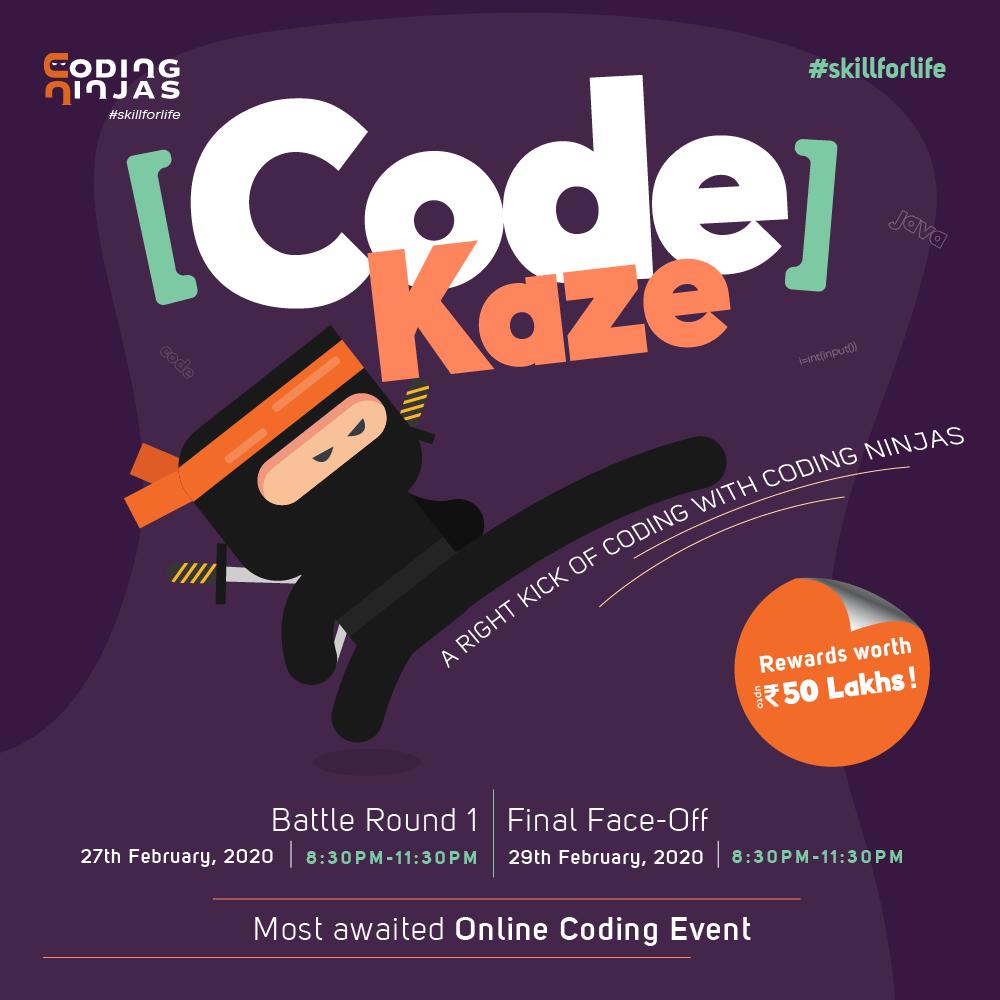 CODING
NINJAS
#skillforlife
#skillforlife
[Code]
Kaze
java
code
i=int(input())
A RIGHT KICK OF CODING WITH CODING NINJAS
Rewards worth
upto ₹50 Lakhs!
Battle Round 1
27th February, 2020 | 8:30PM-11:30PM
Final Face-Off
29th February, 2020 | 8:30PM-11:30PM
Most awaited Online Coding Event